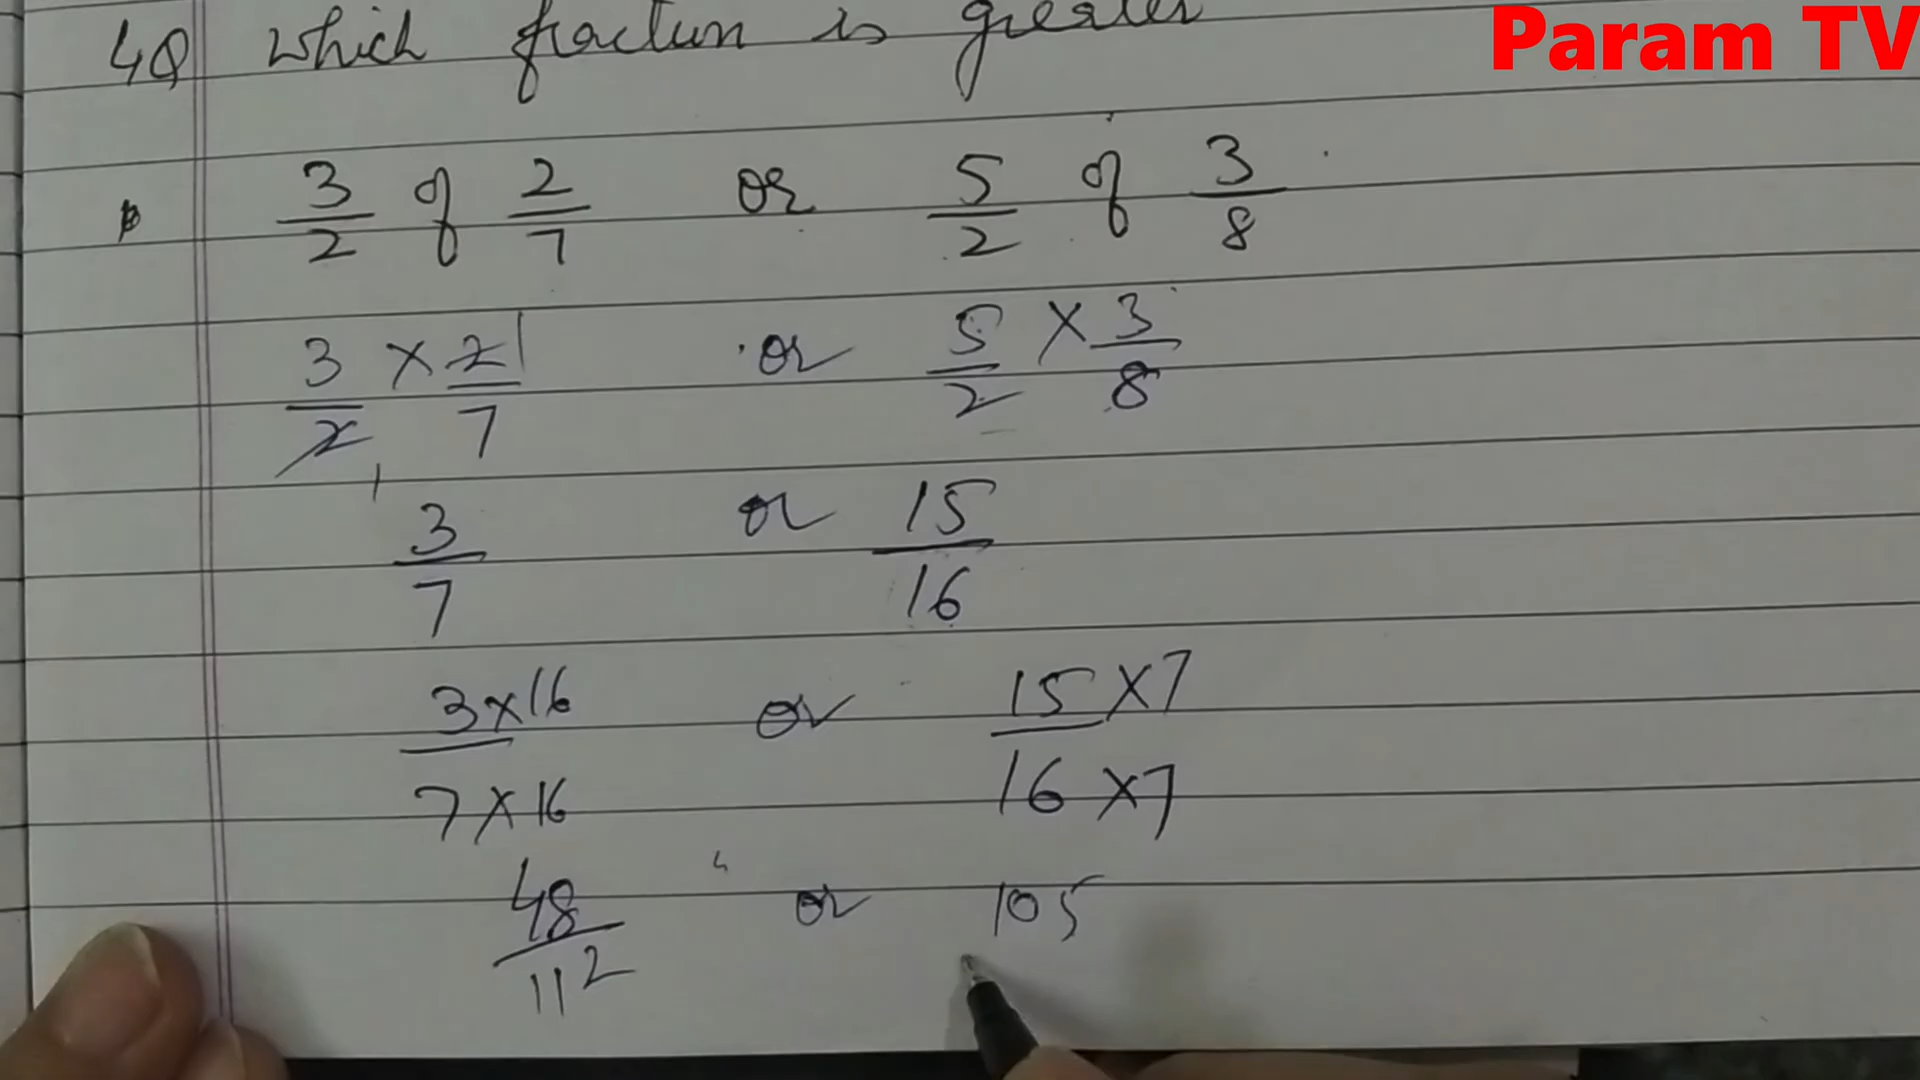 Param TV
4Q Which fraction is greater
3/2 of 2/7 or 5/2 of 3/8
3/2 × 2/7 or 5/2 × 3/8
1 1
3/7 or 15/16
3×16/7×16 or 15×7/16×7
48/112 or 105